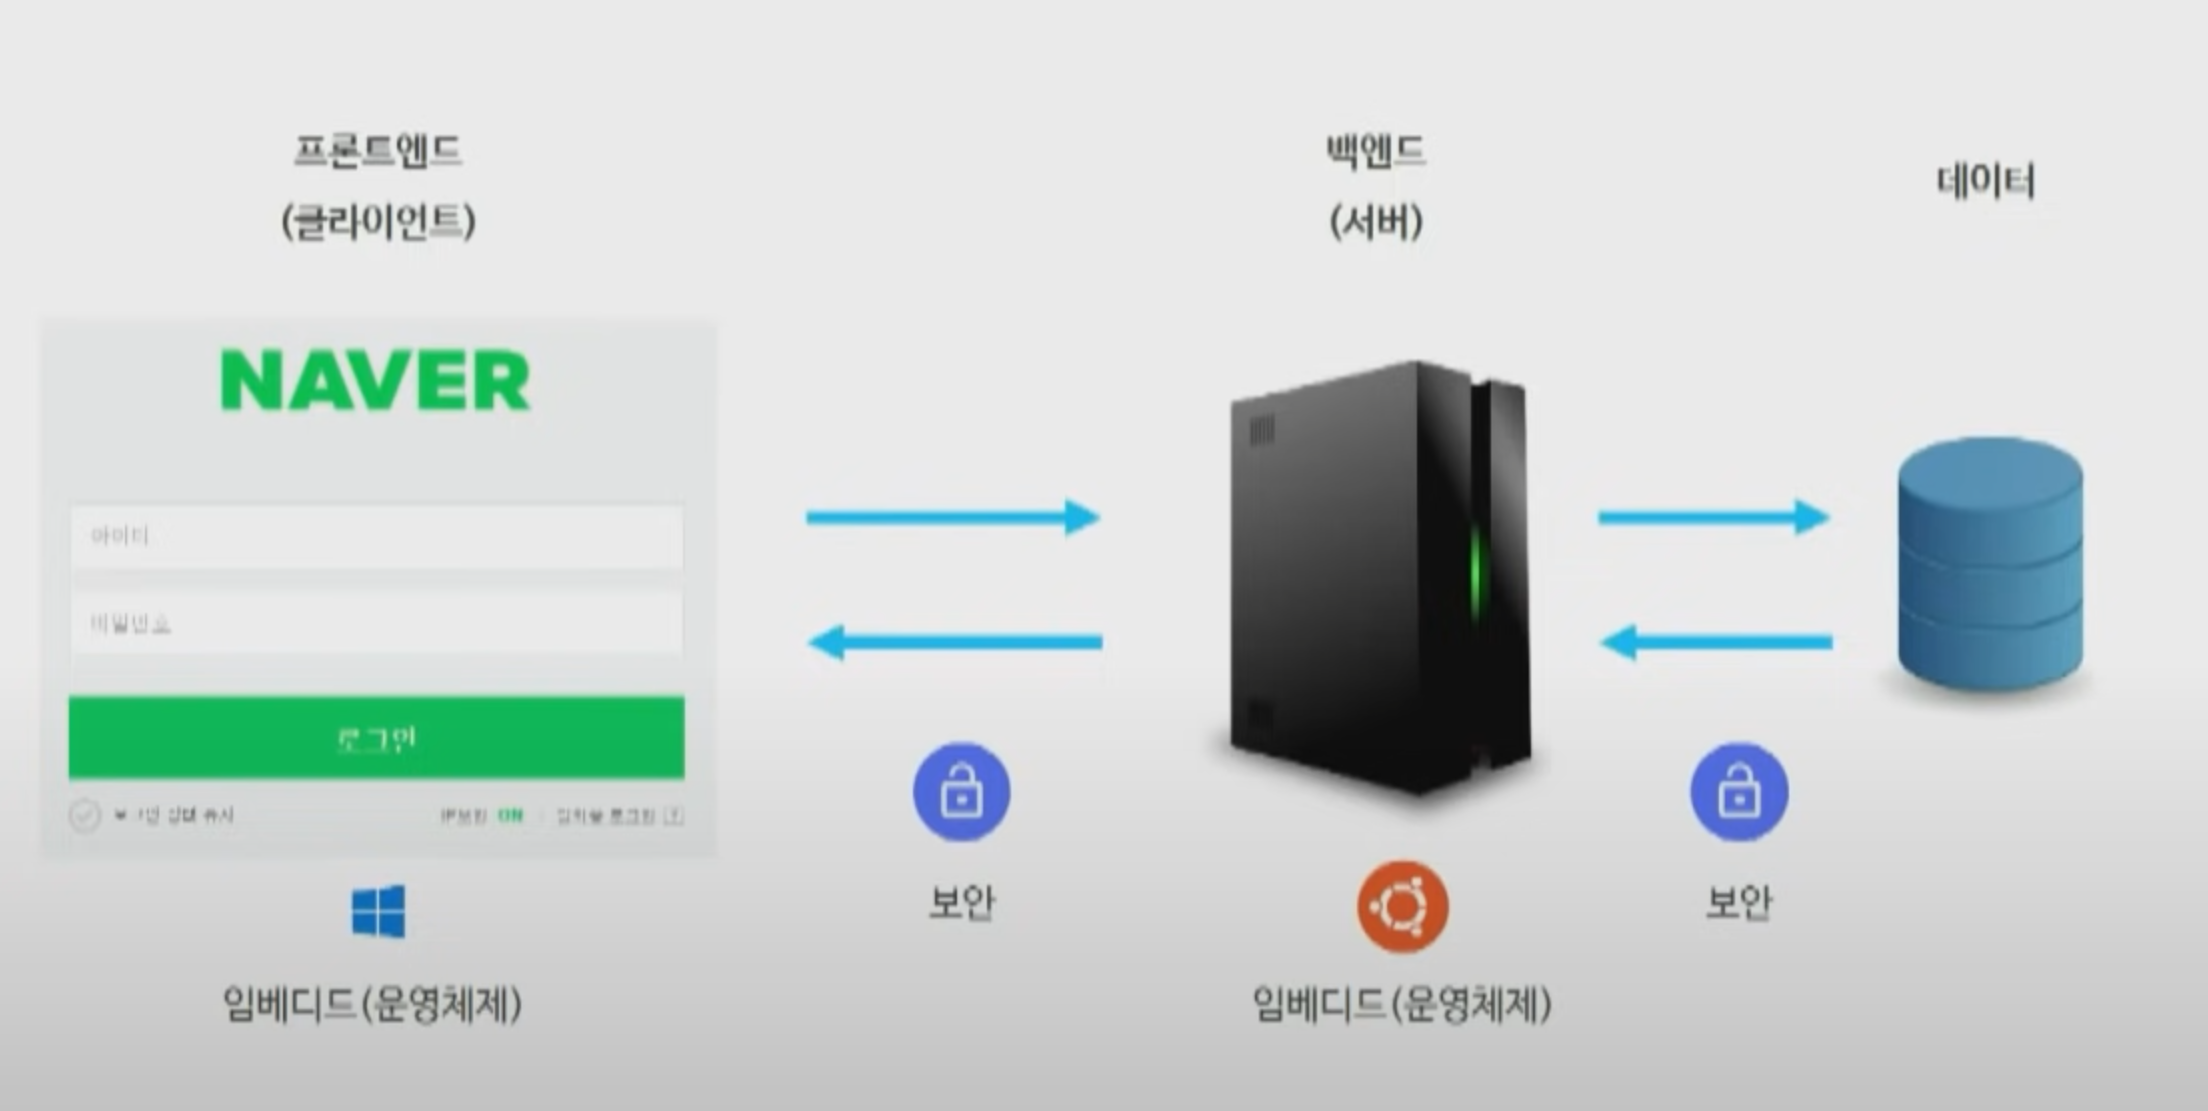 프론트엔드
(클라이언트)
백엔드
(서버)
데이터
NAVER
아이디
비밀번호
로그인
로그인 상태 유지
IP보안 ON
일회용 로그인
보안
보안
임베디드(운영체제)
임베디드(운영체제)